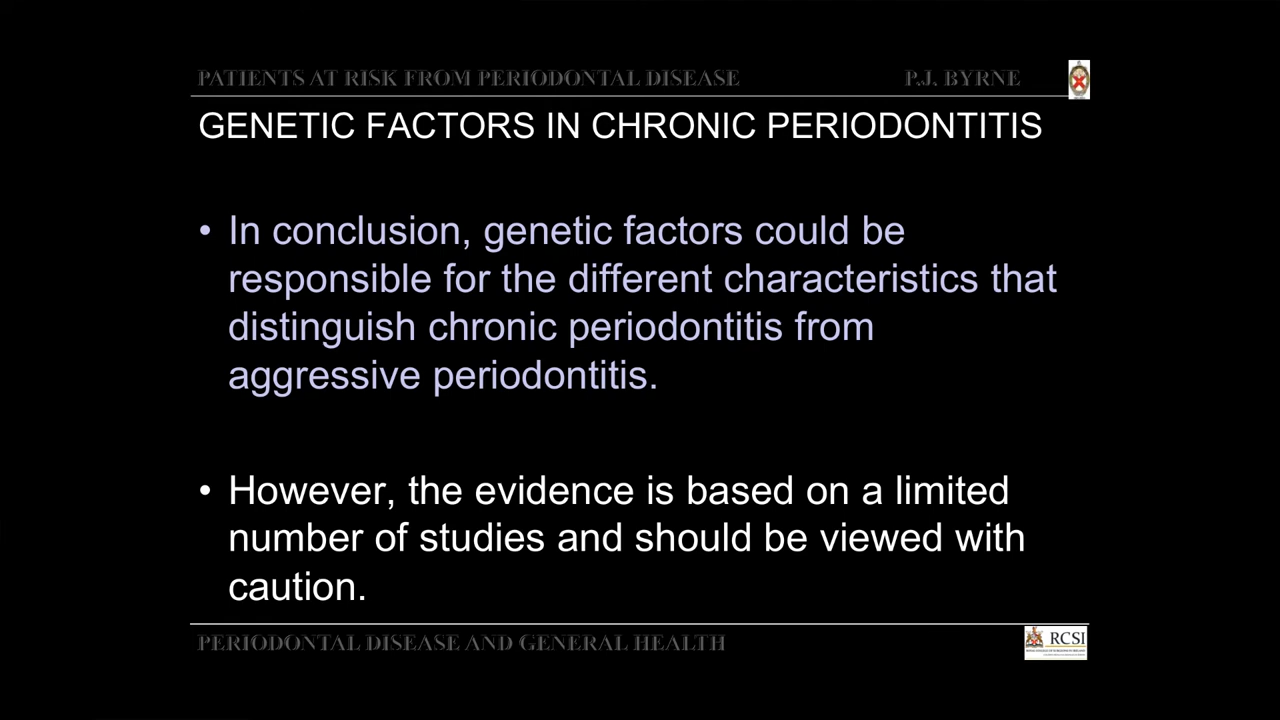 PATIENTS AT RISK FROM PERIODONTAL DISEASE P.J. BYRNE
GENETIC FACTORS IN CHRONIC PERIODONTITIS
• In conclusion, genetic factors could be
responsible for the different characteristics that
distinguish chronic periodontitis from
aggressive periodontitis.
• However, the evidence is based on a limited
number of studies and should be viewed with
caution.
PERIODONTAL DISEASE AND GENERAL HEALTH
RCSI